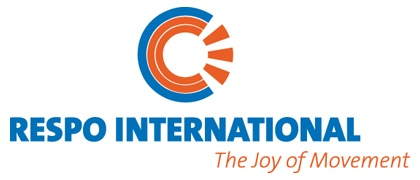 RESPO INTERNATIONAL
The Joy of Movement